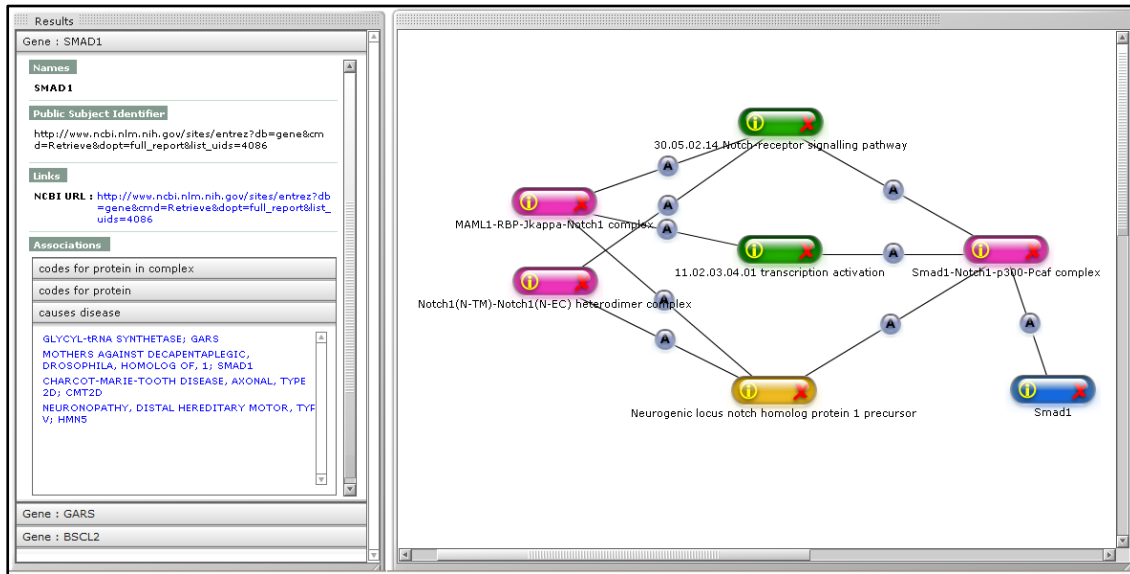 Results
Gene : SMAD1
Names
SMAD1
Public Subject Identifier
http://www.ncbi.nlm.nih.gov/sites/entrez?db=gene&cm
d=Retrieve&dopt=full_report&list_uids=4086
Links
NCBI URL : http://www.ncbi.nlm.nih.gov/sites/entrez?db
=gene&cmd=Retrieve&dopt=full_report&list_
uids=4086
Associations
codes for protein in complex
codes for protein
causes disease
GLYCYL-tRNA SYNTHETASE; GARS
MOTHERS AGAINST DECAPENTAPLEGIC,
DROSOPHILA, HOMOLOG OF, 1; SMAD1
CHARCOT-MARIE-TOOTH DISEASE, AXONAL, TYPE
2D; CMT2D
NEURONOPATHY, DISTAL HEREDITARY MOTOR, TYP
V; HMN5
Gene : GARS
Gene : BSCL2
30.05.02.14 Notch-receptor signalling pathway
A
A
A
MAML1-RBP-Jkappa-Notch1 complex
A
11.02.03.04.01 transcription activation
A
Smad1-Notch1-p300-Pcaf complex
Notch1(N-TM)-Notch1(N-EC) heterodimer complex
A
A
A
A
Neurogenic locus notch homolog protein 1 precursor
Smad1